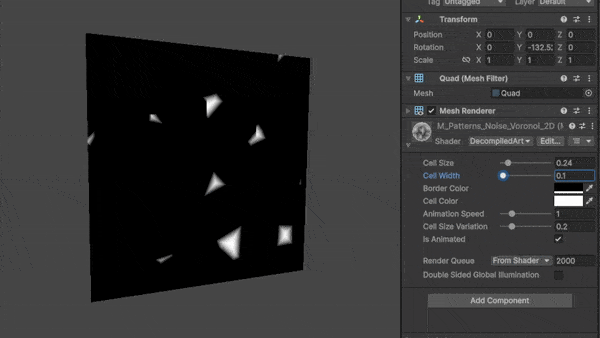 Tag Untagged Layer Default
Transform
Position X 0 Y 0 Z 0
Rotation X 0 Y -132.52 Z 0
Scale X 1 Y 1 Z 1
Quad (Mesh Filter)
Mesh Quad
Mesh Renderer
M_Patterns_Noise_Voronoi_2D (M
Shader DecompiledArt Edit...
Cell Size 0.24
Cell Width 0.1
Border Color
Cell Color
Animation Speed 1
Cell Size Variation 0.2
Is Animated
Render Queue From Shader 2000
Double Sided Global Illumination
Add Component